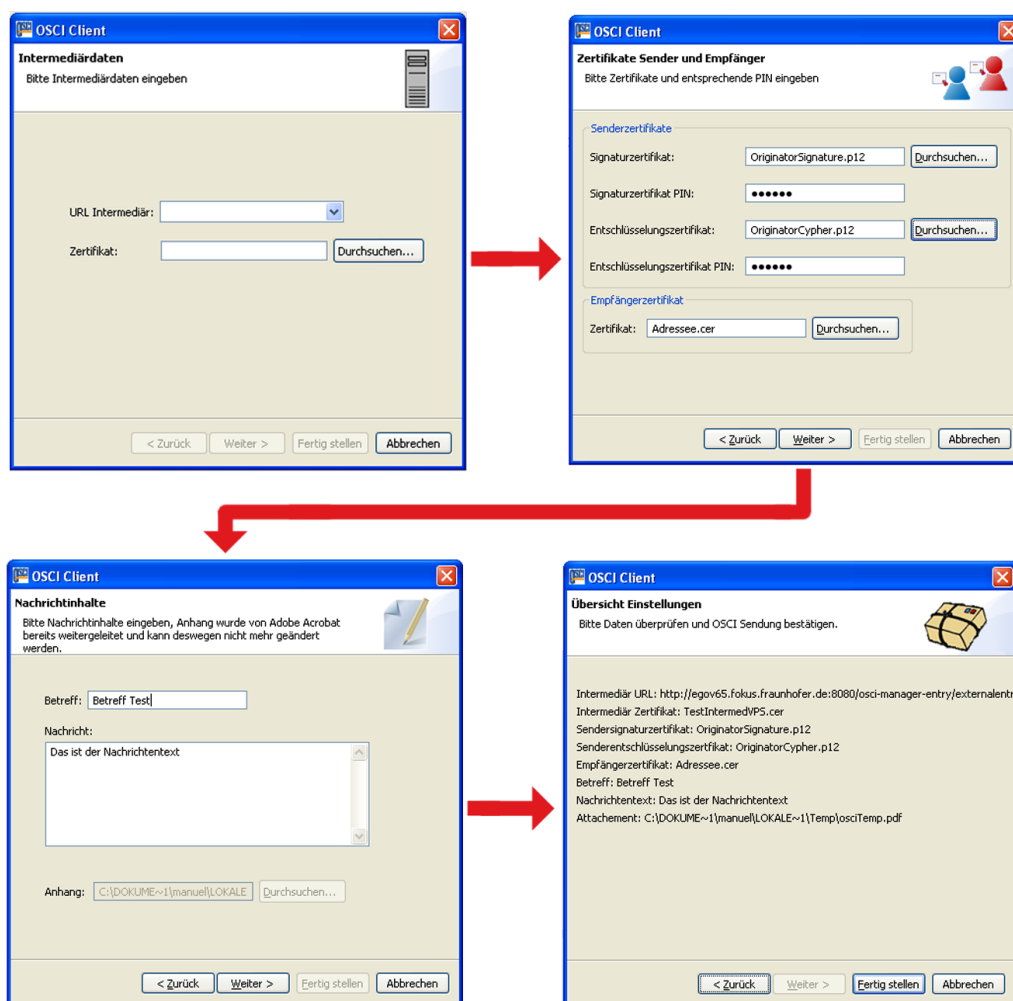 OSCI Client
Intermediärdaten
Bitte Intermediärdaten eingeben
URL Intermediär:
Zertifikat:
Durchsuchen...
< Zurück
Weiter >
Fertig stellen
Abbrechen
OSCI Client
Zertifikate Sender und Empfänger
Bitte Zertifikate und entsprechende PIN eingeben
Senderzertifikate
Signaturzertifikat: OriginatorSignature.p12 Durchsuchen...
Signaturzertifikat PIN: ●●●●●●
Entschlüsselungszertifikat: OriginatorCypher.p12 Durchsuchen...
Entschlüsselungszertifikat PIN: ●●●●●●
Empfängerzertifikat
Zertifikat: Adressee.cer Durchsuchen...
< Zurück
Weiter >
Fertig stellen
Abbrechen
OSCI Client
Nachrichtinhalte
Bitte Nachrichtinhalte eingeben, Anhang wurde von Adobe Acrobat
bereits weitergeleitet und kann deswegen nicht mehr geändert
werden.
Betreff: Betreff Test
Nachricht:
Das ist der Nachrichtentext
Anhang: C:\DOKUME~1\manuel\LOKALE Durchsuchen...
< Zurück
Weiter >
Fertig stellen
Abbrechen
OSCI Client
Übersicht Einstellungen
Bitte Daten überprüfen und OSCI Sendung bestätigen.
Intermediär URL: http://egov65.fokus.fraunhofer.de:8080/osci-manager-entry/externalentr
Intermediär Zertifikat: TestIntermedVPS.cer
Sendersignaturzertifikat: OriginatorSignature.p12
Senderentschlüsselungszertfikat: OriginatorCypher.p12
Empfängerzertifikat: Adressee.cer
Betreff: Betreff Test
Nachrichtentext: Das ist der Nachrichtentext
Attachement: C:\DOKUME~1\manuel\LOKALE~1\Temp\osciTemp.pdf
< Zurück
Weiter >
Fertig stellen
Abbrechen